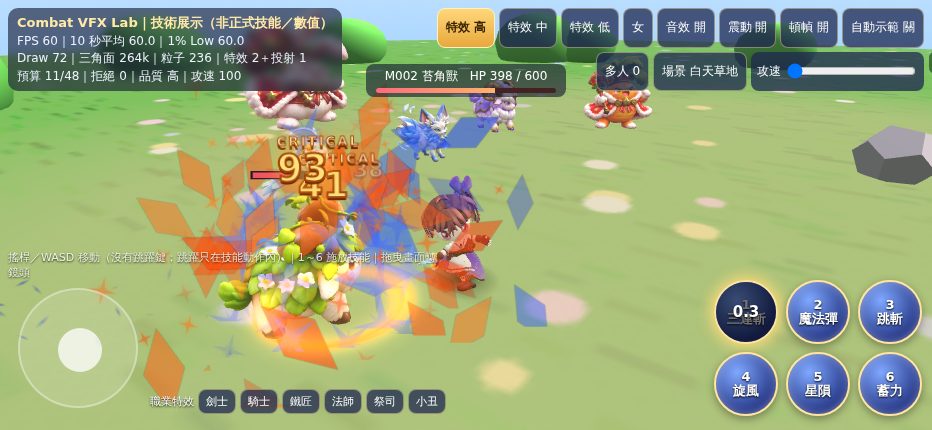 Combat VFX Lab｜技術展示（非正式技能／數值）
FPS 60｜10 秒平均 60.0｜1% Low 60.0
Draw 72｜三角面 264k｜粒子 236｜特效 2＋投射 1
預算 11/48｜拒絕 0｜品質 高｜攻速 100
特效 高
特效 中
特效 低
女
音效 開
震動 開
頓幀 開
自動示範 關
多人 0
場景 白天草地
攻速
M002 苔角獸 HP 398 / 600
CRITICAL
93
CRITICAL
38
41
搖桿／WASD 移動（沒有跳躍鍵；跳躍只在技能動作內）｜1～6 施放技能｜拖曳畫面轉
鏡頭
1
三連斬
0.3
2
魔法彈
3
跳斬
4
旋風
5
星隕
6
蓄力
職業特效
劍士
騎士
鐵匠
法師
祭司
小丑